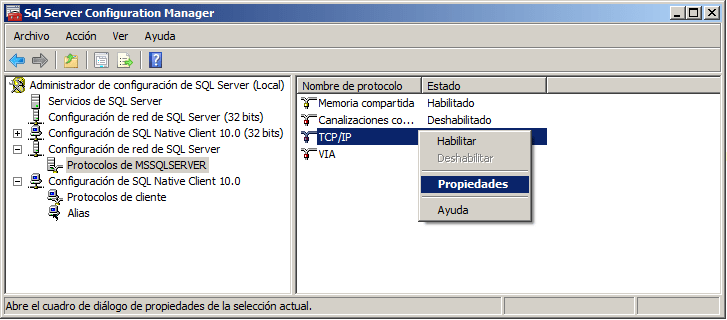 Sql Server Configuration Manager
Archivo Acción Ver Ayuda
Administrador de configuración de SQL Server (Local)
Servicios de SQL Server
Configuración de red de SQL Server (32 bits)
Configuración de SQL Native Client 10.0 (32 bits)
Configuración de red de SQL Server
Protocolos de MSSQLSERVER
Configuración de SQL Native Client 10.0
Protocolos de cliente
Alias
Nombre de protocolo Estado
Memoria compartida Habilitado
Canalizaciones co... Deshabilitado
TCP/IP
VIA
Habilitar
Deshabilitar
Propiedades
Ayuda
Abre el cuadro de diálogo de propiedades de la selección actual.